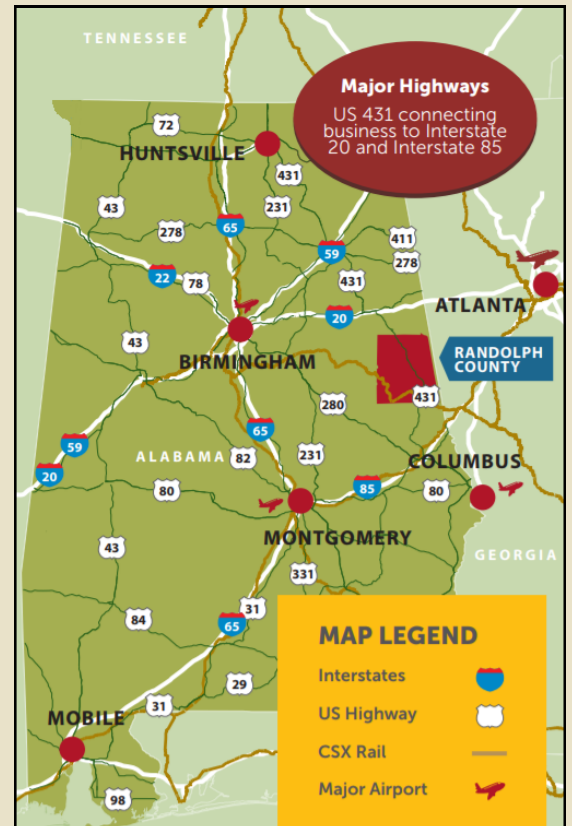 TENNESSEE
Major Highways
US 431 connecting
business to Interstate
20 and Interstate 85
72
HUNTSVILLE
431
43
231
278
65
59
411
278
22
78
431
ATLANTA
20
43
BIRMINGHAM
RANDOLPH
COUNTY
280
431
65
59
ALABAMA
82
231
COLUMBUS
20
80
85
80
MONTGOMERY
43
GEORGIA
331
31
84
65
MAP LEGEND
Interstates
29
31
US Highway
MOBILE
CSX Rail
Major Airport
98